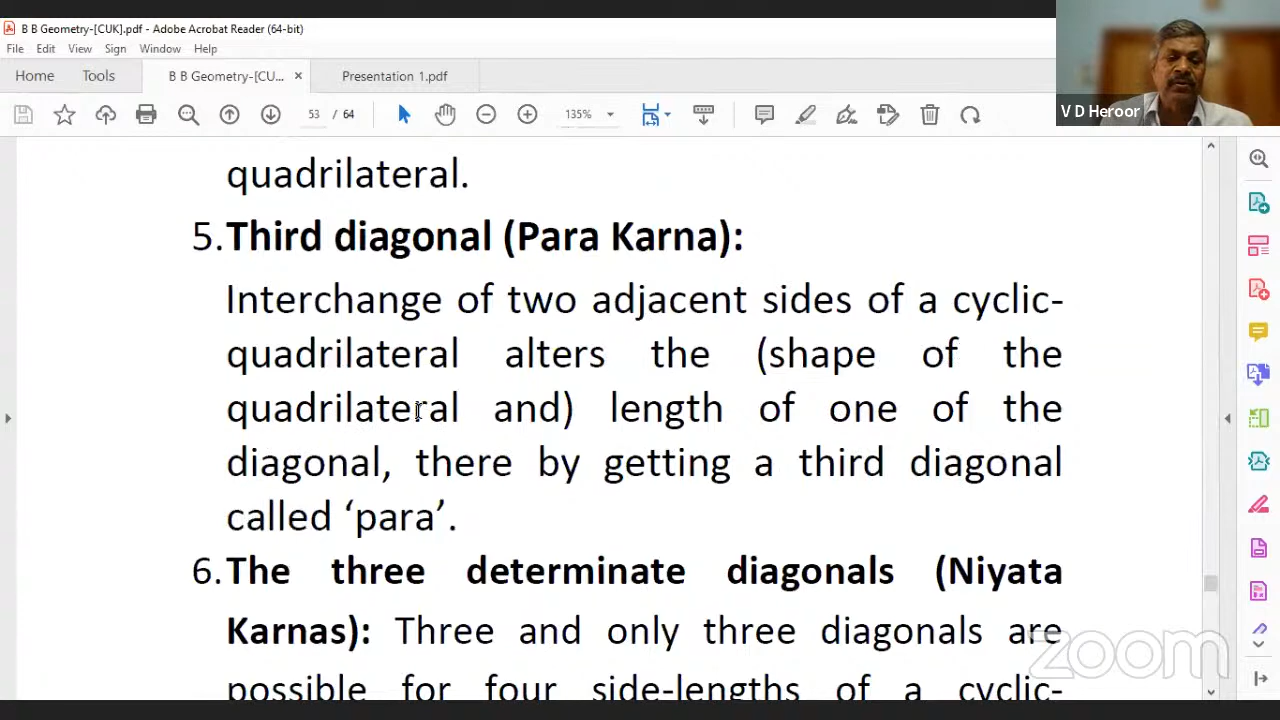 B B Geometry-[CUK].pdf - Adobe Acrobat Reader (64-bit)
File Edit View Sign Window Help
Home Tools B B Geometry-[CU... × Presentation 1.pdf
53 / 64 135%
V D Heroor
quadrilateral.
5. Third diagonal (Para Karna):
Interchange of two adjacent sides of a cyclic-
quadrilateral alters the (shape of the
quadrilateral and) length of one of the
diagonal, there by getting a third diagonal
called ‘para’.
6. The three determinate diagonals (Niyata
Karnas): Three and only three diagonals are
possible for four side-lengths of a cyclic-
zoom